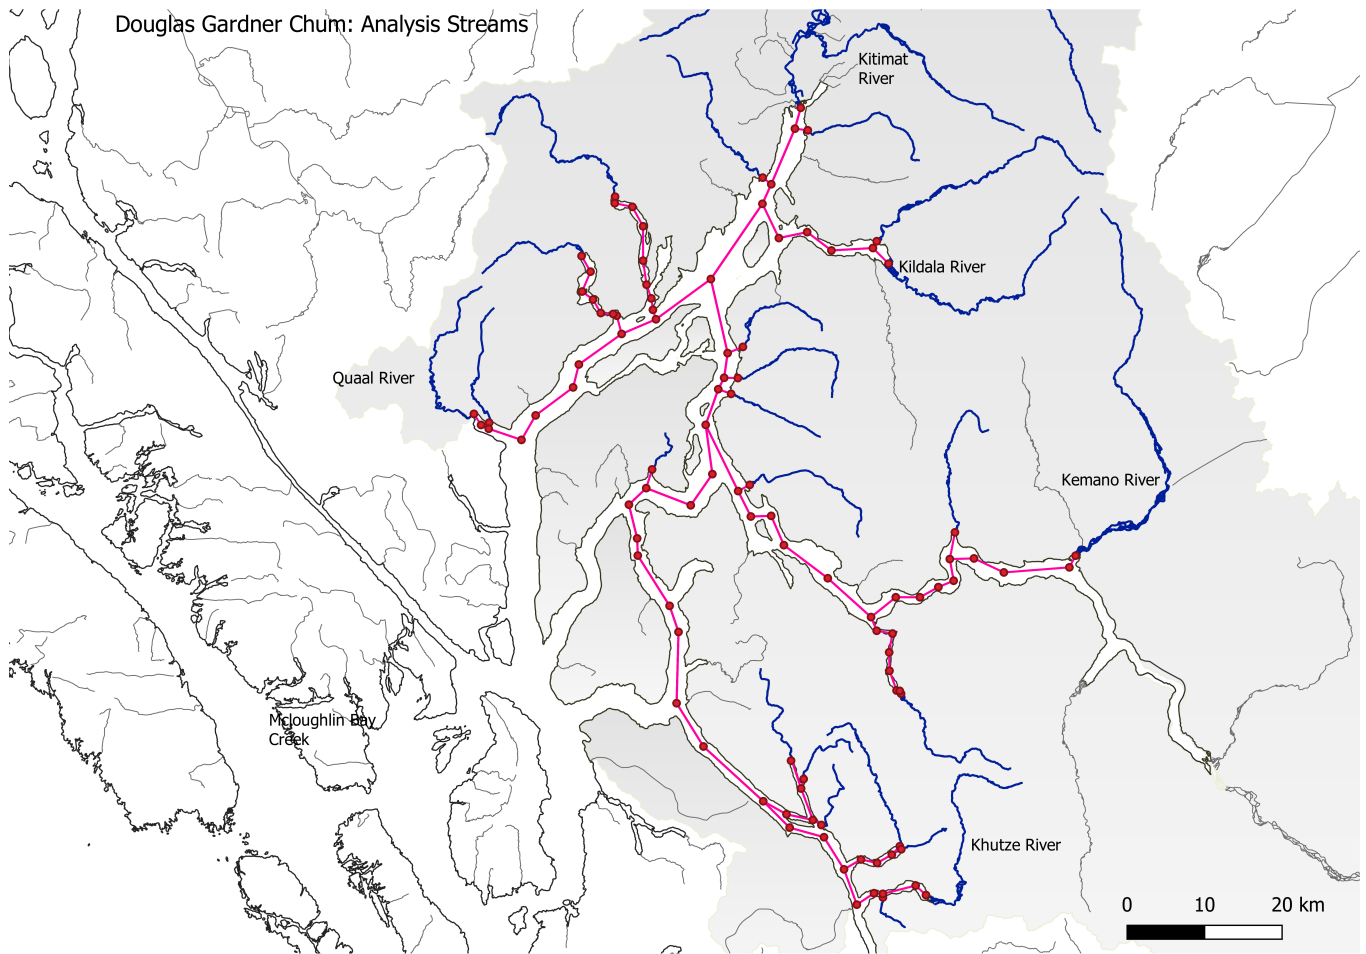 Douglas Gardner Chum: Analysis Streams
Kitimat
River
Kildala River
Quaal River
Kemano River
Mcloughlin Bay
Creek
Khutze River
0 10 20 km